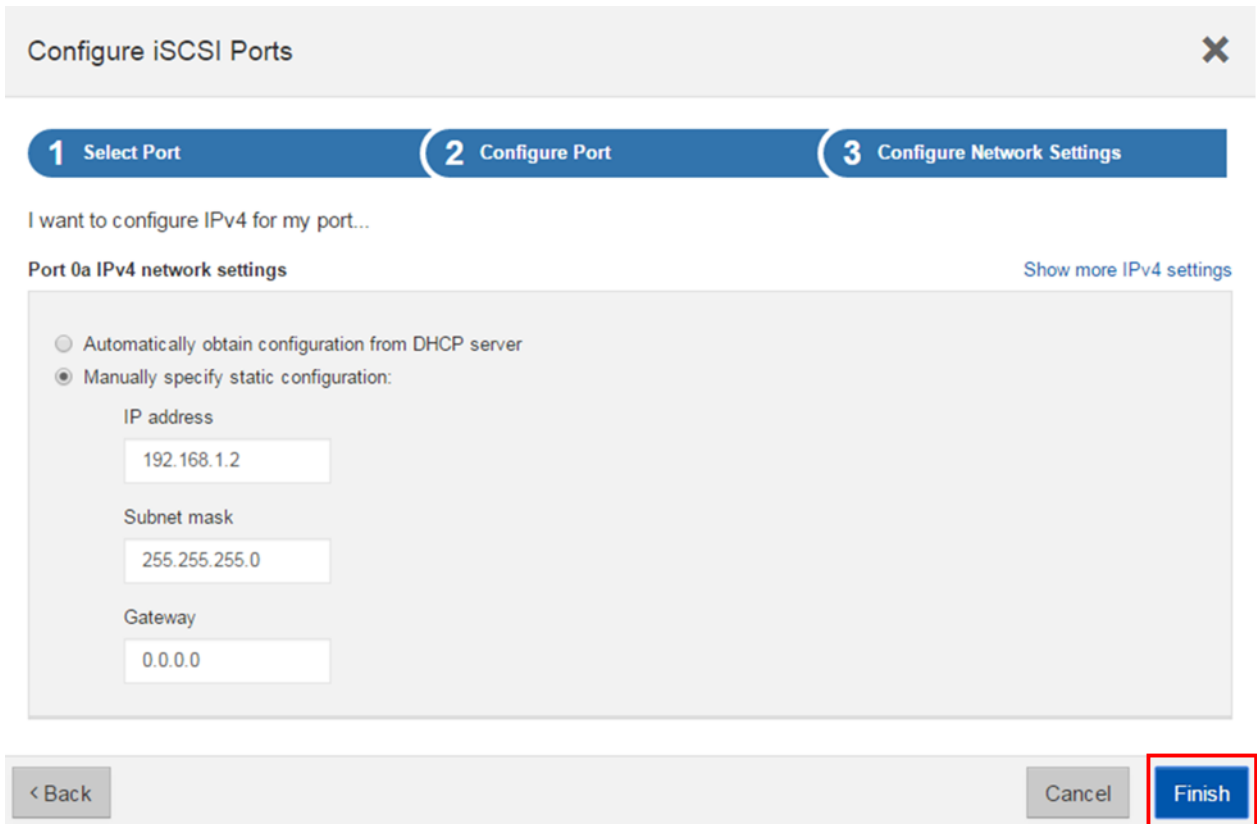 Configure iSCSI Ports
1 Select Port 2 Configure Port 3 Configure Network Settings
I want to configure IPv4 for my port...
Port 0a IPv4 network settings Show more IPv4 settings
Automatically obtain configuration from DHCP server
Manually specify static configuration:
IP address
192.168.1.2
Subnet mask
255.255.255.0
Gateway
0.0.0.0
< Back Cancel Finish